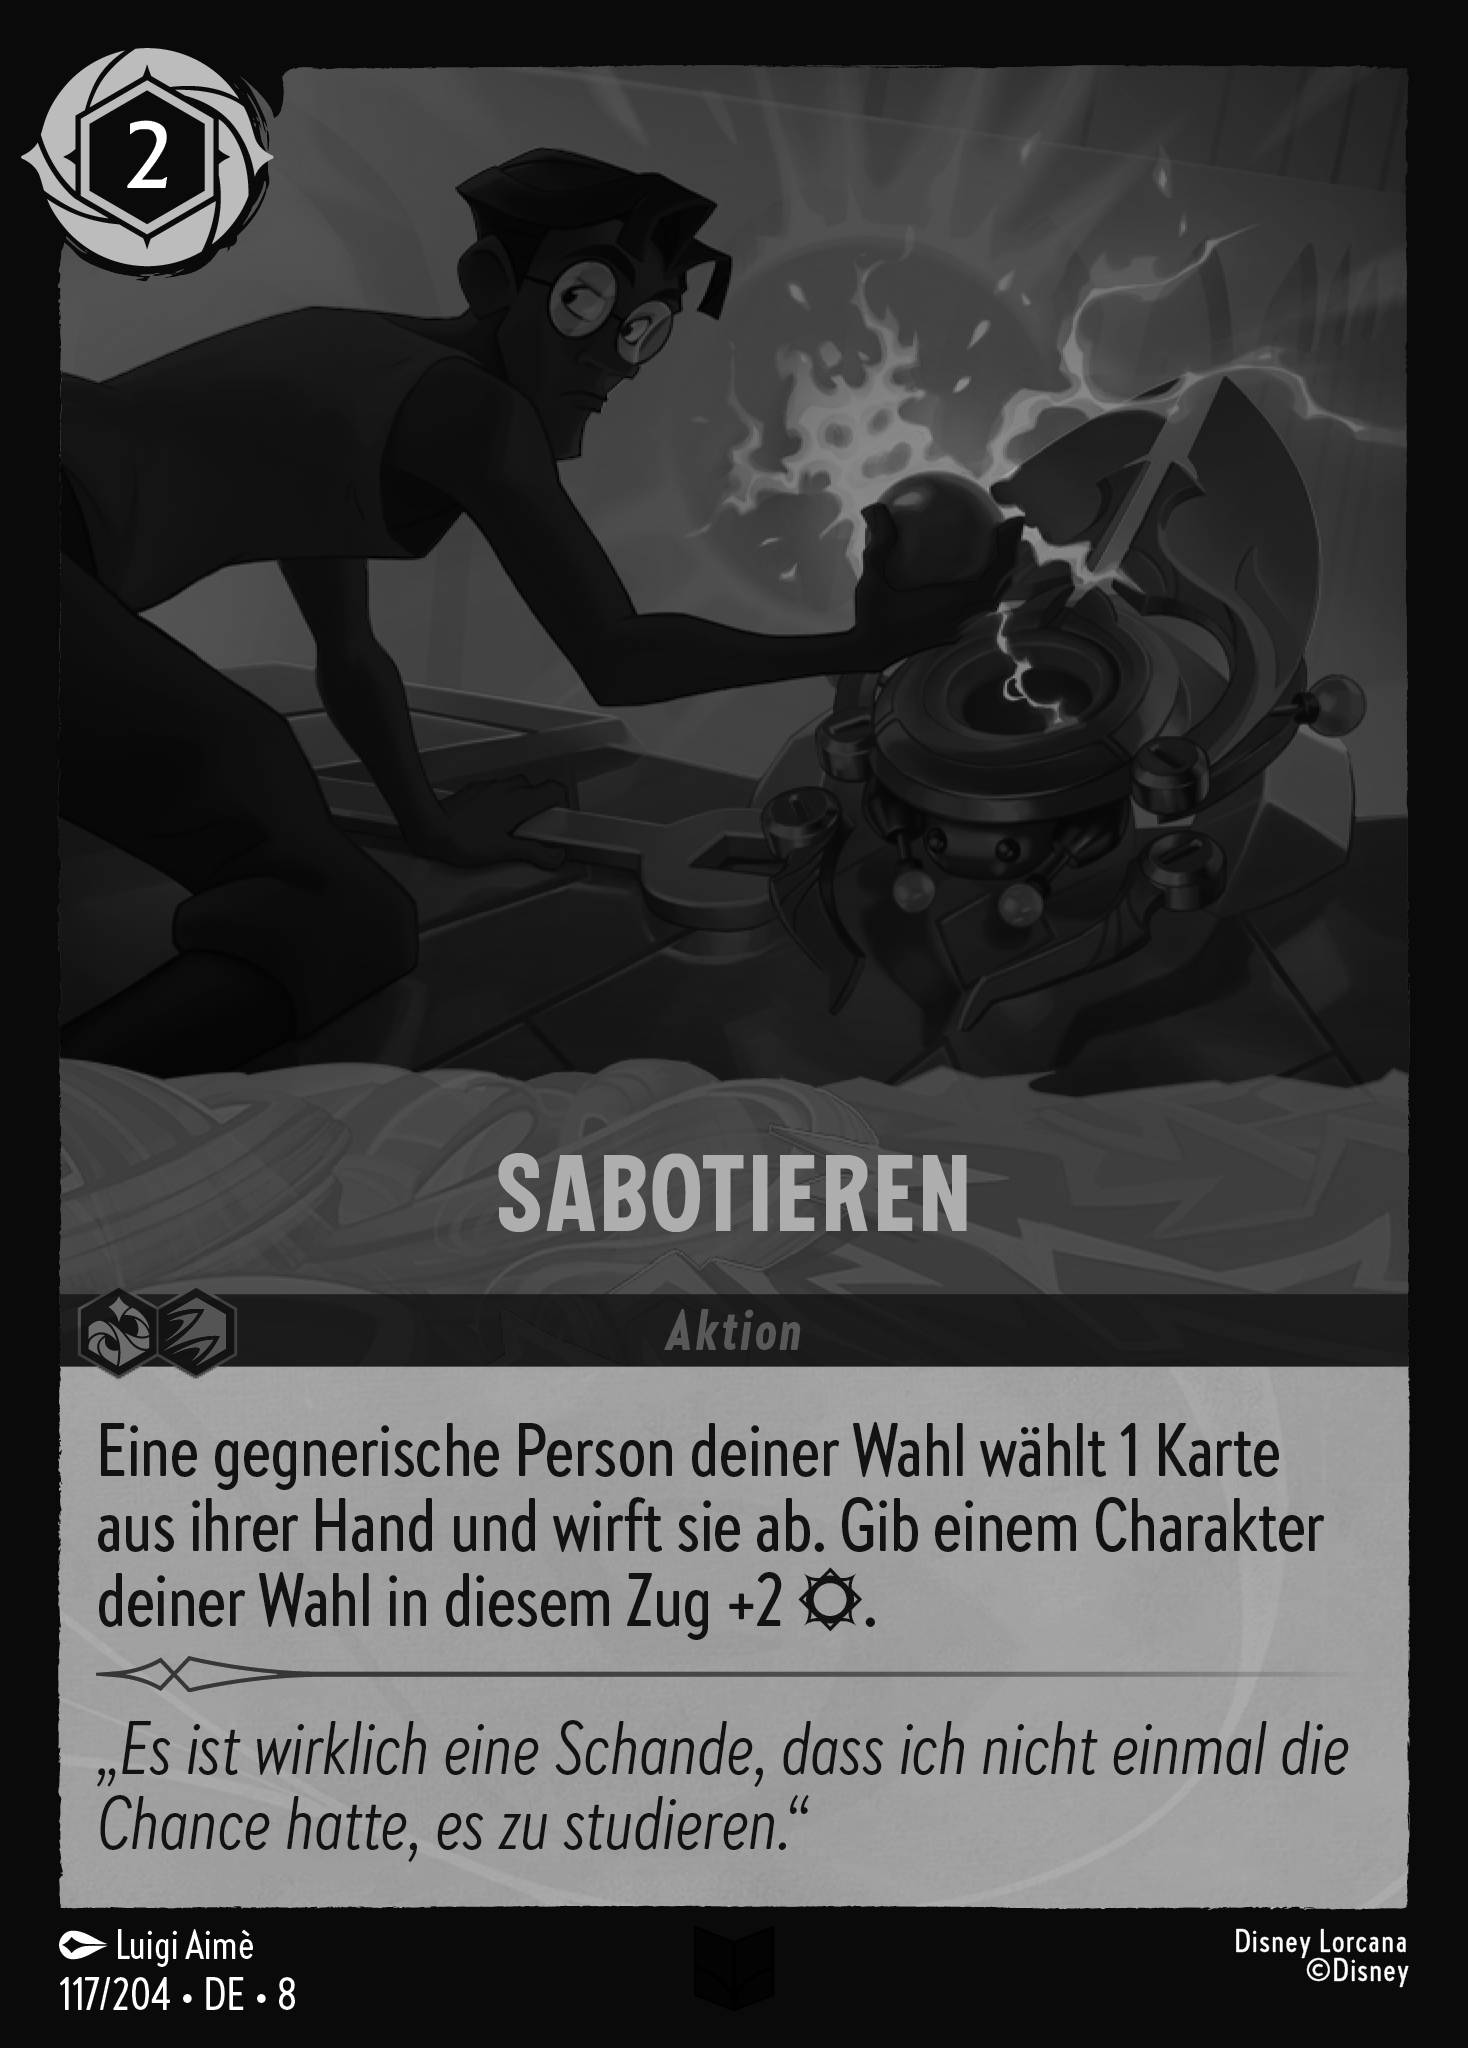 2
SABOTIEREN
Aktion
Eine gegnerische Person deiner Wahl wählt 1 Karte
aus ihrer Hand und wirft sie ab. Gib einem Charakter
deiner Wahl in diesem Zug +2 .
„Es ist wirklich eine Schande, dass ich nicht einmal die
Chance hatte, es zu studieren.“
Luigi Aimè
117/204 • DE • 8
Disney Lorcana
©Disney